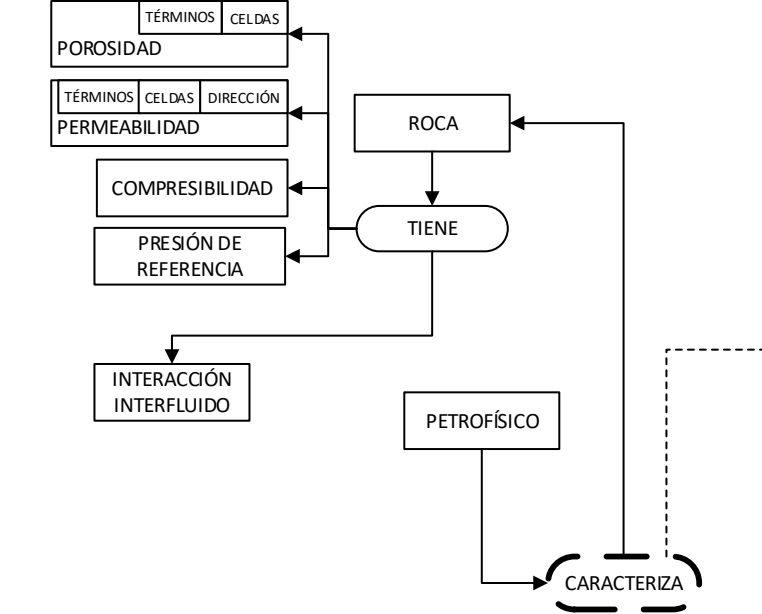 TÉRMINOS CELDAS
POROSIDAD
TÉRMINOS CELDAS DIRECCIÓN
PERMEABILIDAD
ROCA
COMPRESIBILIDAD
TIENE
PRESIÓN DE
REFERENCIA
INTERACCIÓN
INTERFLUIDO
PETROFÍSICO
CARACTERIZA